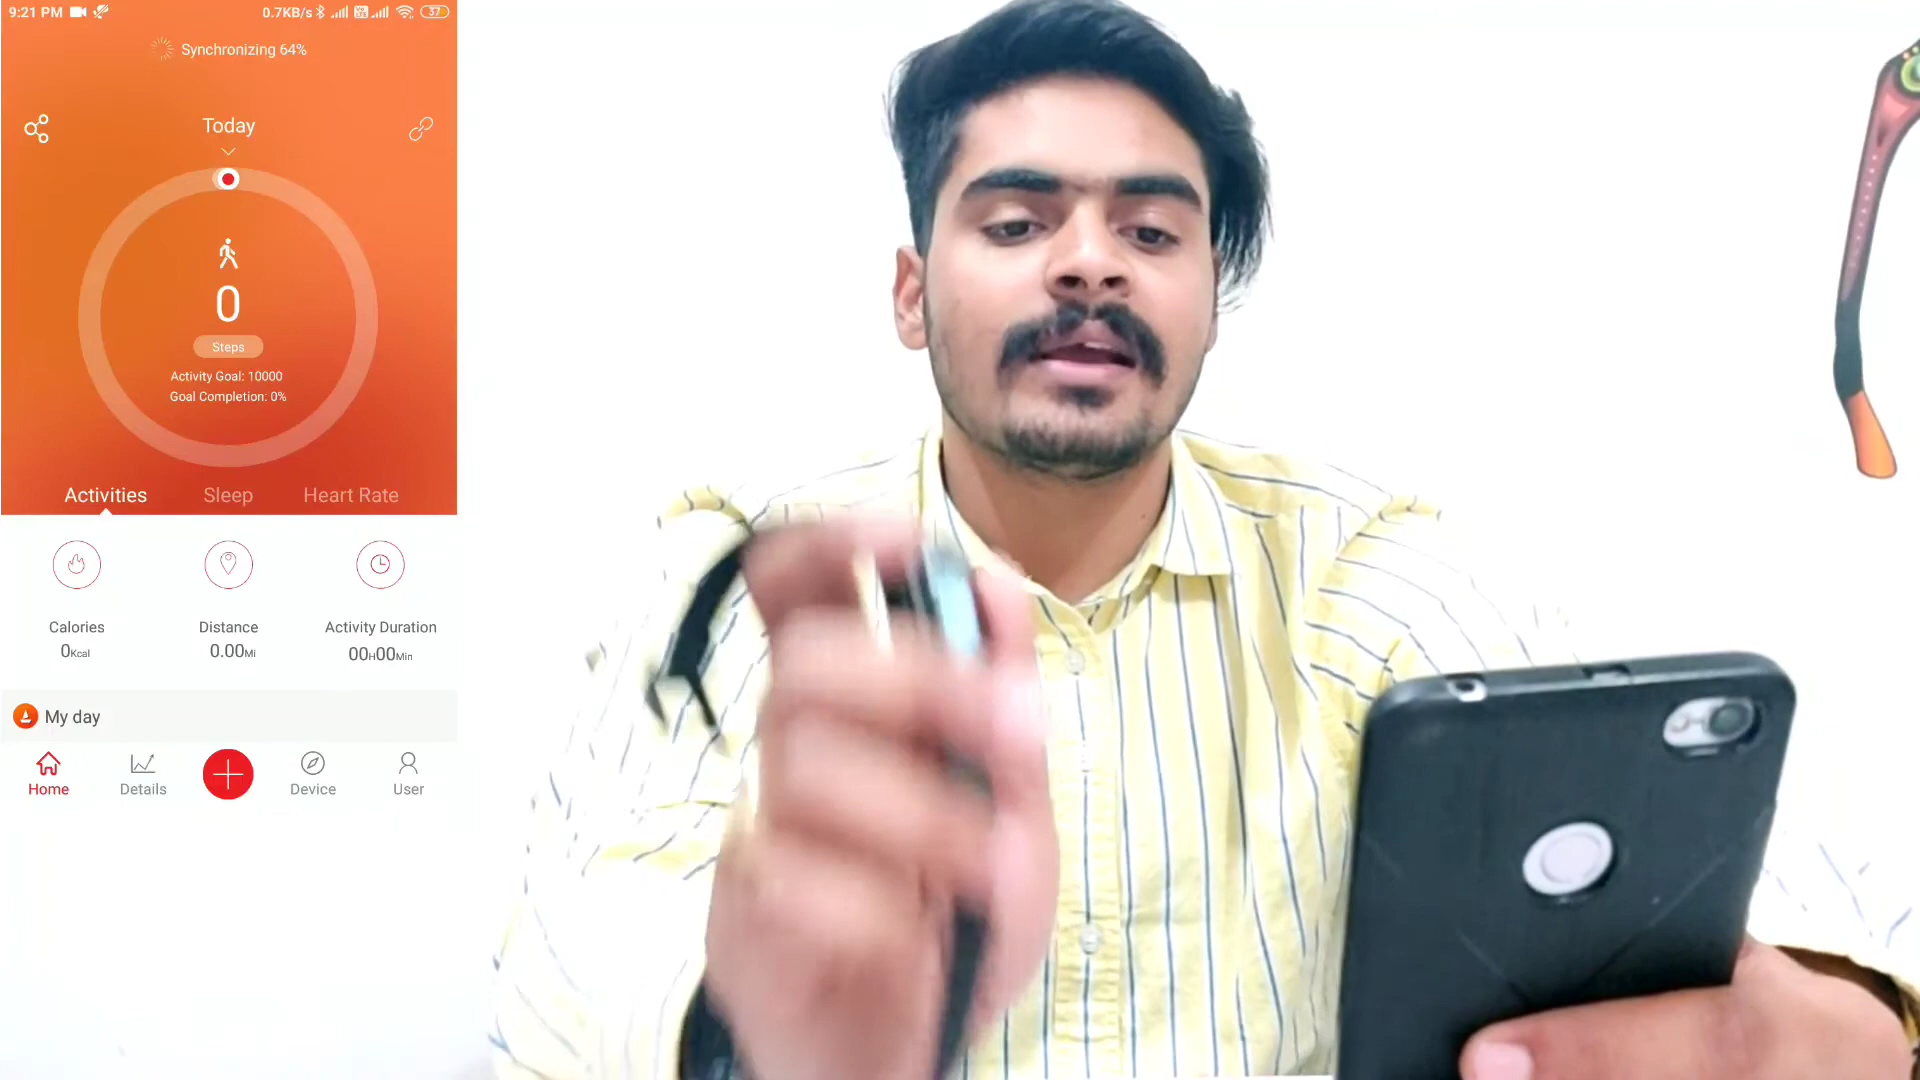 9:21 PM 0.7KB/s 37
Synchronizing 64%
Today
0
Steps
Activity Goal: 10000
Goal Completion: 0%
Activities Sleep Heart Rate
Calories Distance Activity Duration
0Kcal 0.00Mi 00H00Min
My day
Home Details Device User